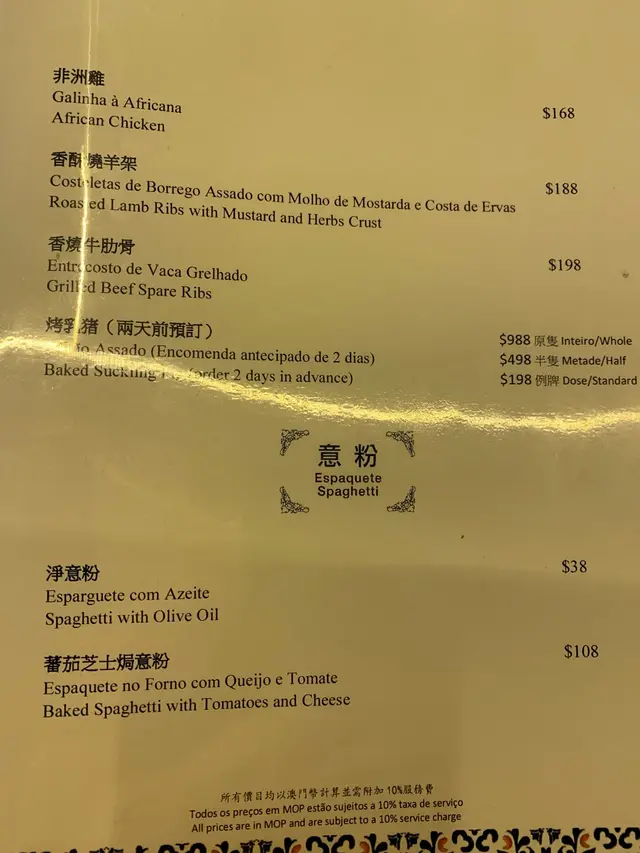 非洲雞
Galinha à Africana
African Chicken
$168
香酥燒羊架
Costeletas de Borrego Assado com Molho de Mostarda e Costa de Ervas
Roasted Lamb Ribs with Mustard and Herbs Crust
$188
香燒牛肋骨
Entrecosto de Vaca Grelhado
Grilled Beef Spare Ribs
$198
烤乳猪（兩天前預訂）
Assado (Encomenda antecipado de 2 dias)
Baked Suckling (order 2 days in advance)
$988 原隻 Inteiro/Whole
$498 半隻 Metade/Half
$198 例牌 Dose/Standard
意粉
Espaquete
Spaghetti
淨意粉
Esparguete com Azeite
Spaghetti with Olive Oil
$38
蕃茄芝士焗意粉
Espaquete no Forno com Queijo e Tomate
Baked Spaghetti with Tomatoes and Cheese
$108
所有價目均以澳門幣計算並需附加 10%服務費
Todos os preços em MOP estão sujeitos a 10% taxa de serviço
All prices are in MOP and are subject to a 10% service charge